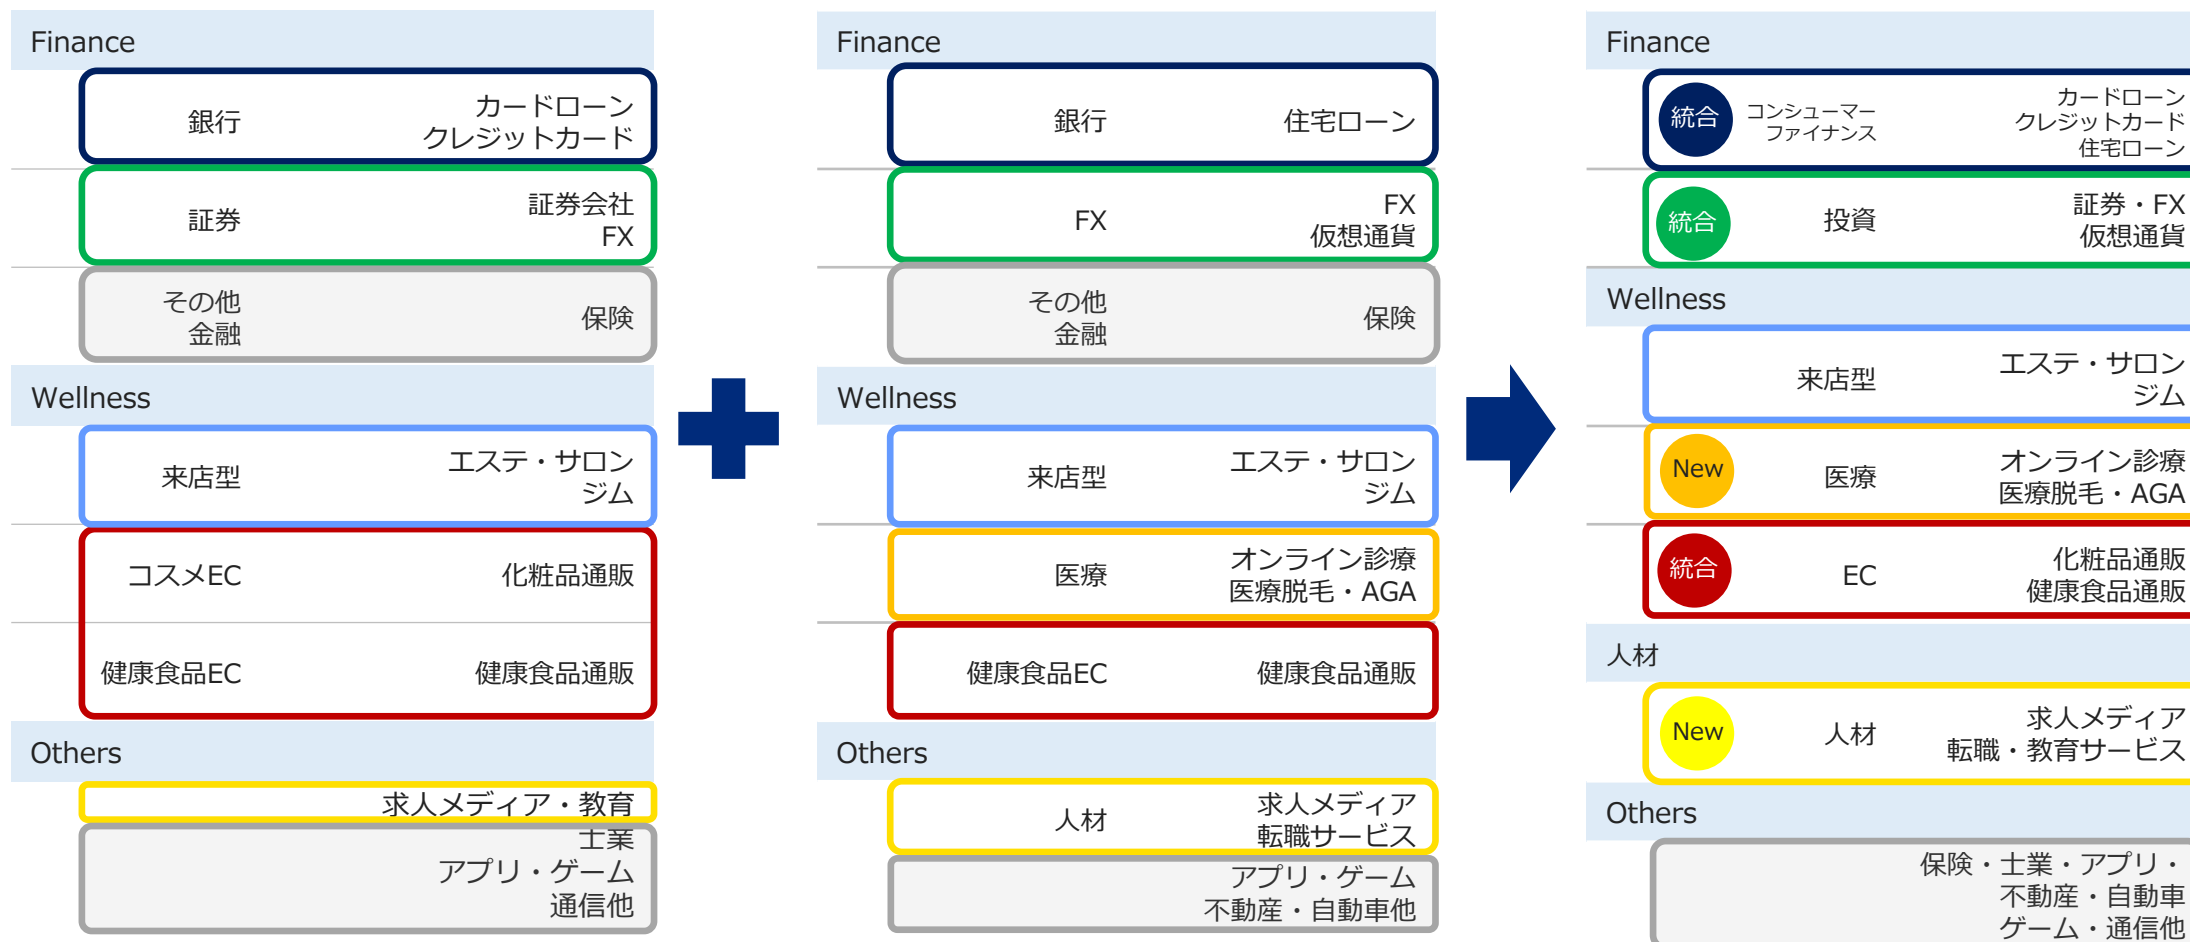 Finance
銀行
カードローン
クレジットカード
証券
証券会社
FX
その他
金融
保険
Wellness
来店型
エステ・サロン
ジム
コスメEC
化粧品通販
健康食品EC
健康食品通販
Others
求人メディア・教育
士業
アプリ・ゲーム
通信他
Finance
銀行
住宅ローン
FX
FX
仮想通貨
その他
金融
保険
Wellness
来店型
エステ・サロン
ジム
医療
オンライン診療
医療脱毛・AGA
健康食品EC
健康食品通販
Others
人材
求人メディア
転職サービス
アプリ・ゲーム
不動産・自動車他
Finance
統合
コンシューマー
ファイナンス
カードローン
クレジットカード
住宅ローン
統合
投資
証券・FX
仮想通貨
Wellness
来店型
エステ・サロン
ジム
New
医療
オンライン診療
医療脱毛・AGA
統合
EC
化粧品通販
健康食品通販
人材
New
人材
求人メディア
転職・教育サービス
Others
保険・士業・アプリ・
不動産・自動車
ゲーム・通信他